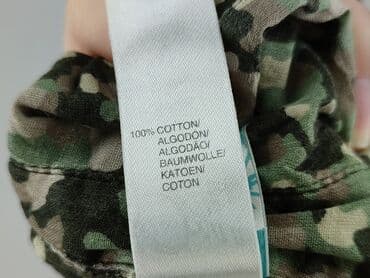 100% COTTON/
ALGODÓN/
ALGODÃO/
BAUMWOLLE/
KATOEN/
COTON